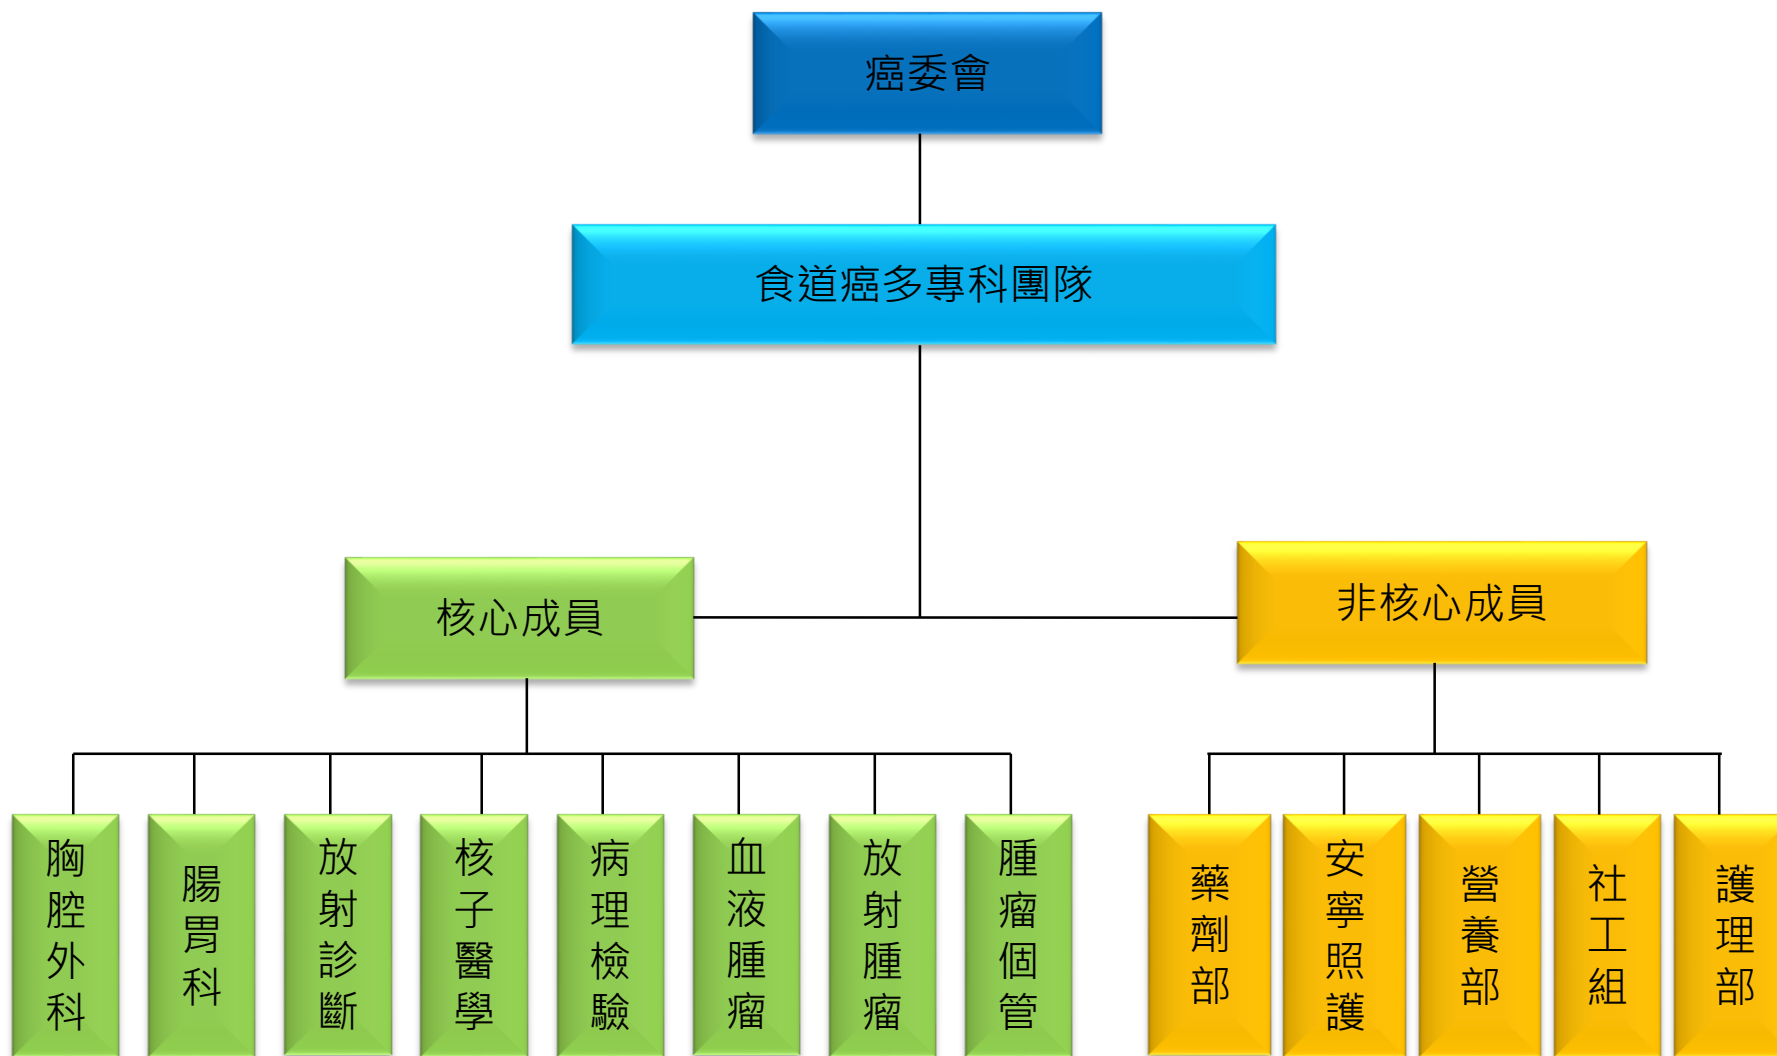 癌委會
食道癌多專科團隊
核心成員
非核心成員
胸腔外科
腸胃科
放射診斷
核子醫學
病理檢驗
血液腫瘤
放射腫瘤
腫瘤個管
藥劑部
安寧照護
營養部
社工組
護理部